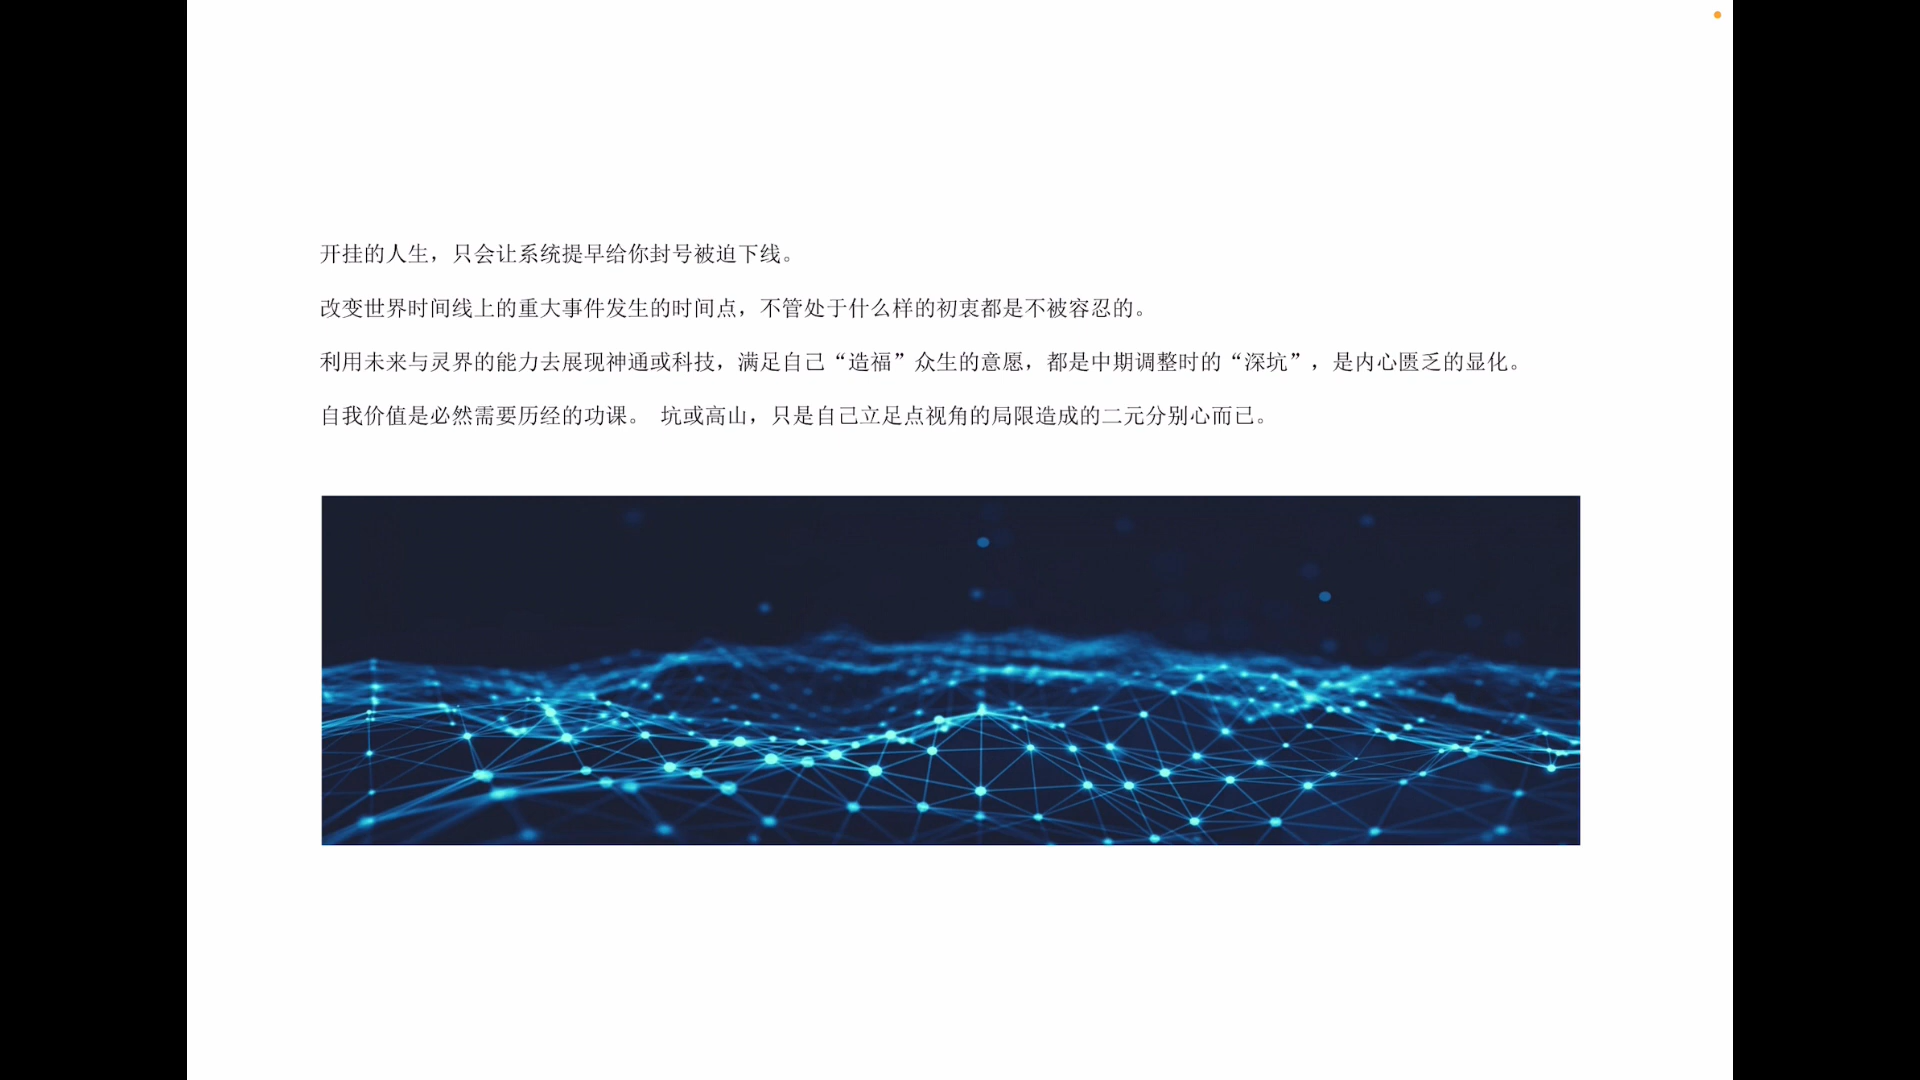 开挂的人生，只会让系统提早给你封号被迫下线。
改变世界时间线上的重大事件发生的时间点，不管处于什么样的初衷都是不被容忍的。
利用未来与灵界的能力去展现神通或科技，满足自己“造福”众生的意愿，都是中期调整时的“深坑”，是内心匮乏的显化。
自我价值是必然需要历经的功课。 坑或高山，只是自己立足点视角的局限造成的二元分别心而已。